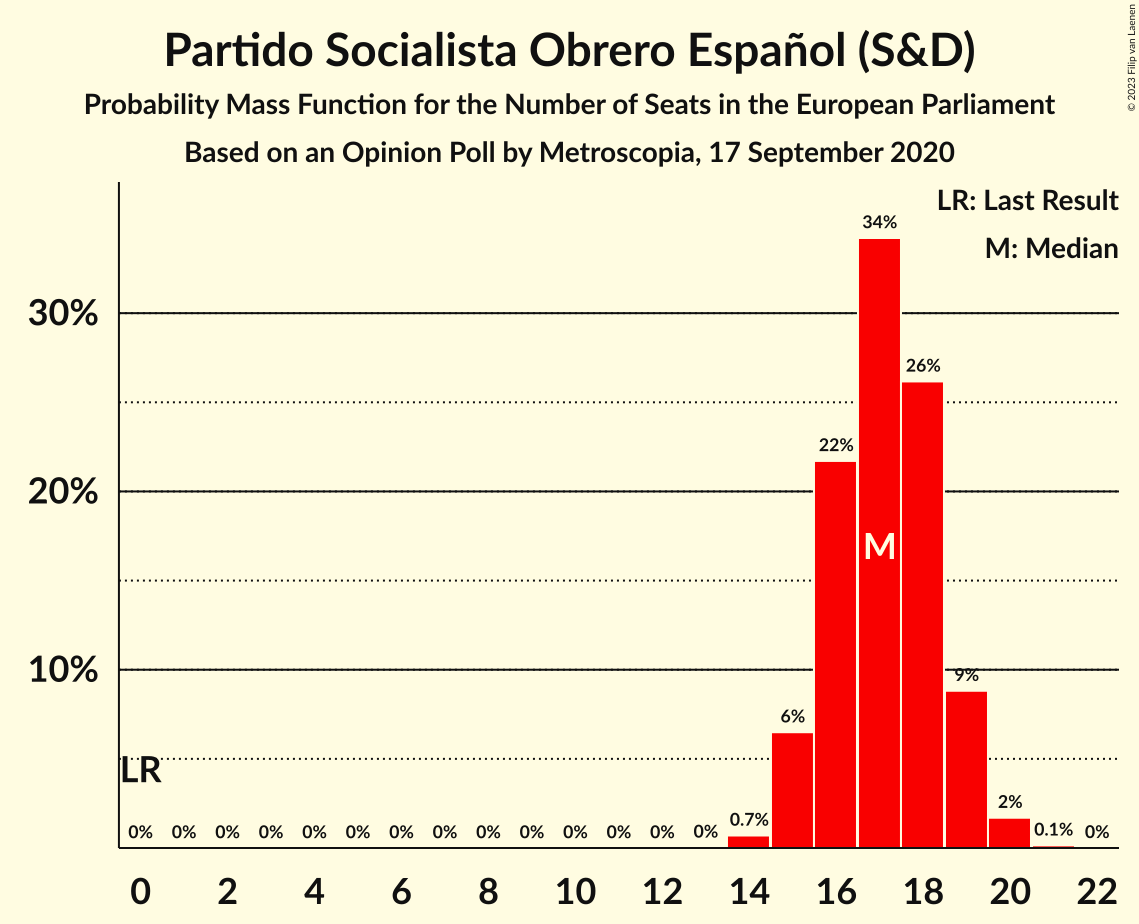 Partido Socialista Obrero Español (S&D)
Probability Mass Function for the Number of Seats in the European Parliament
Based on an Opinion Poll by Metroscopia, 17 September 2020
© 2023 Filip van Laenen
LR: Last Result
M: Median
34%
30%
26%
22%
20%
M
10%
9%
6%
LR
2%
0% 0% 0% 0% 0% 0% 0% 0% 0% 0% 0% 0% 0% 0% 0.7% 0.1% 0%
0 2 4 6 8 10 12 14 16 18 20 22